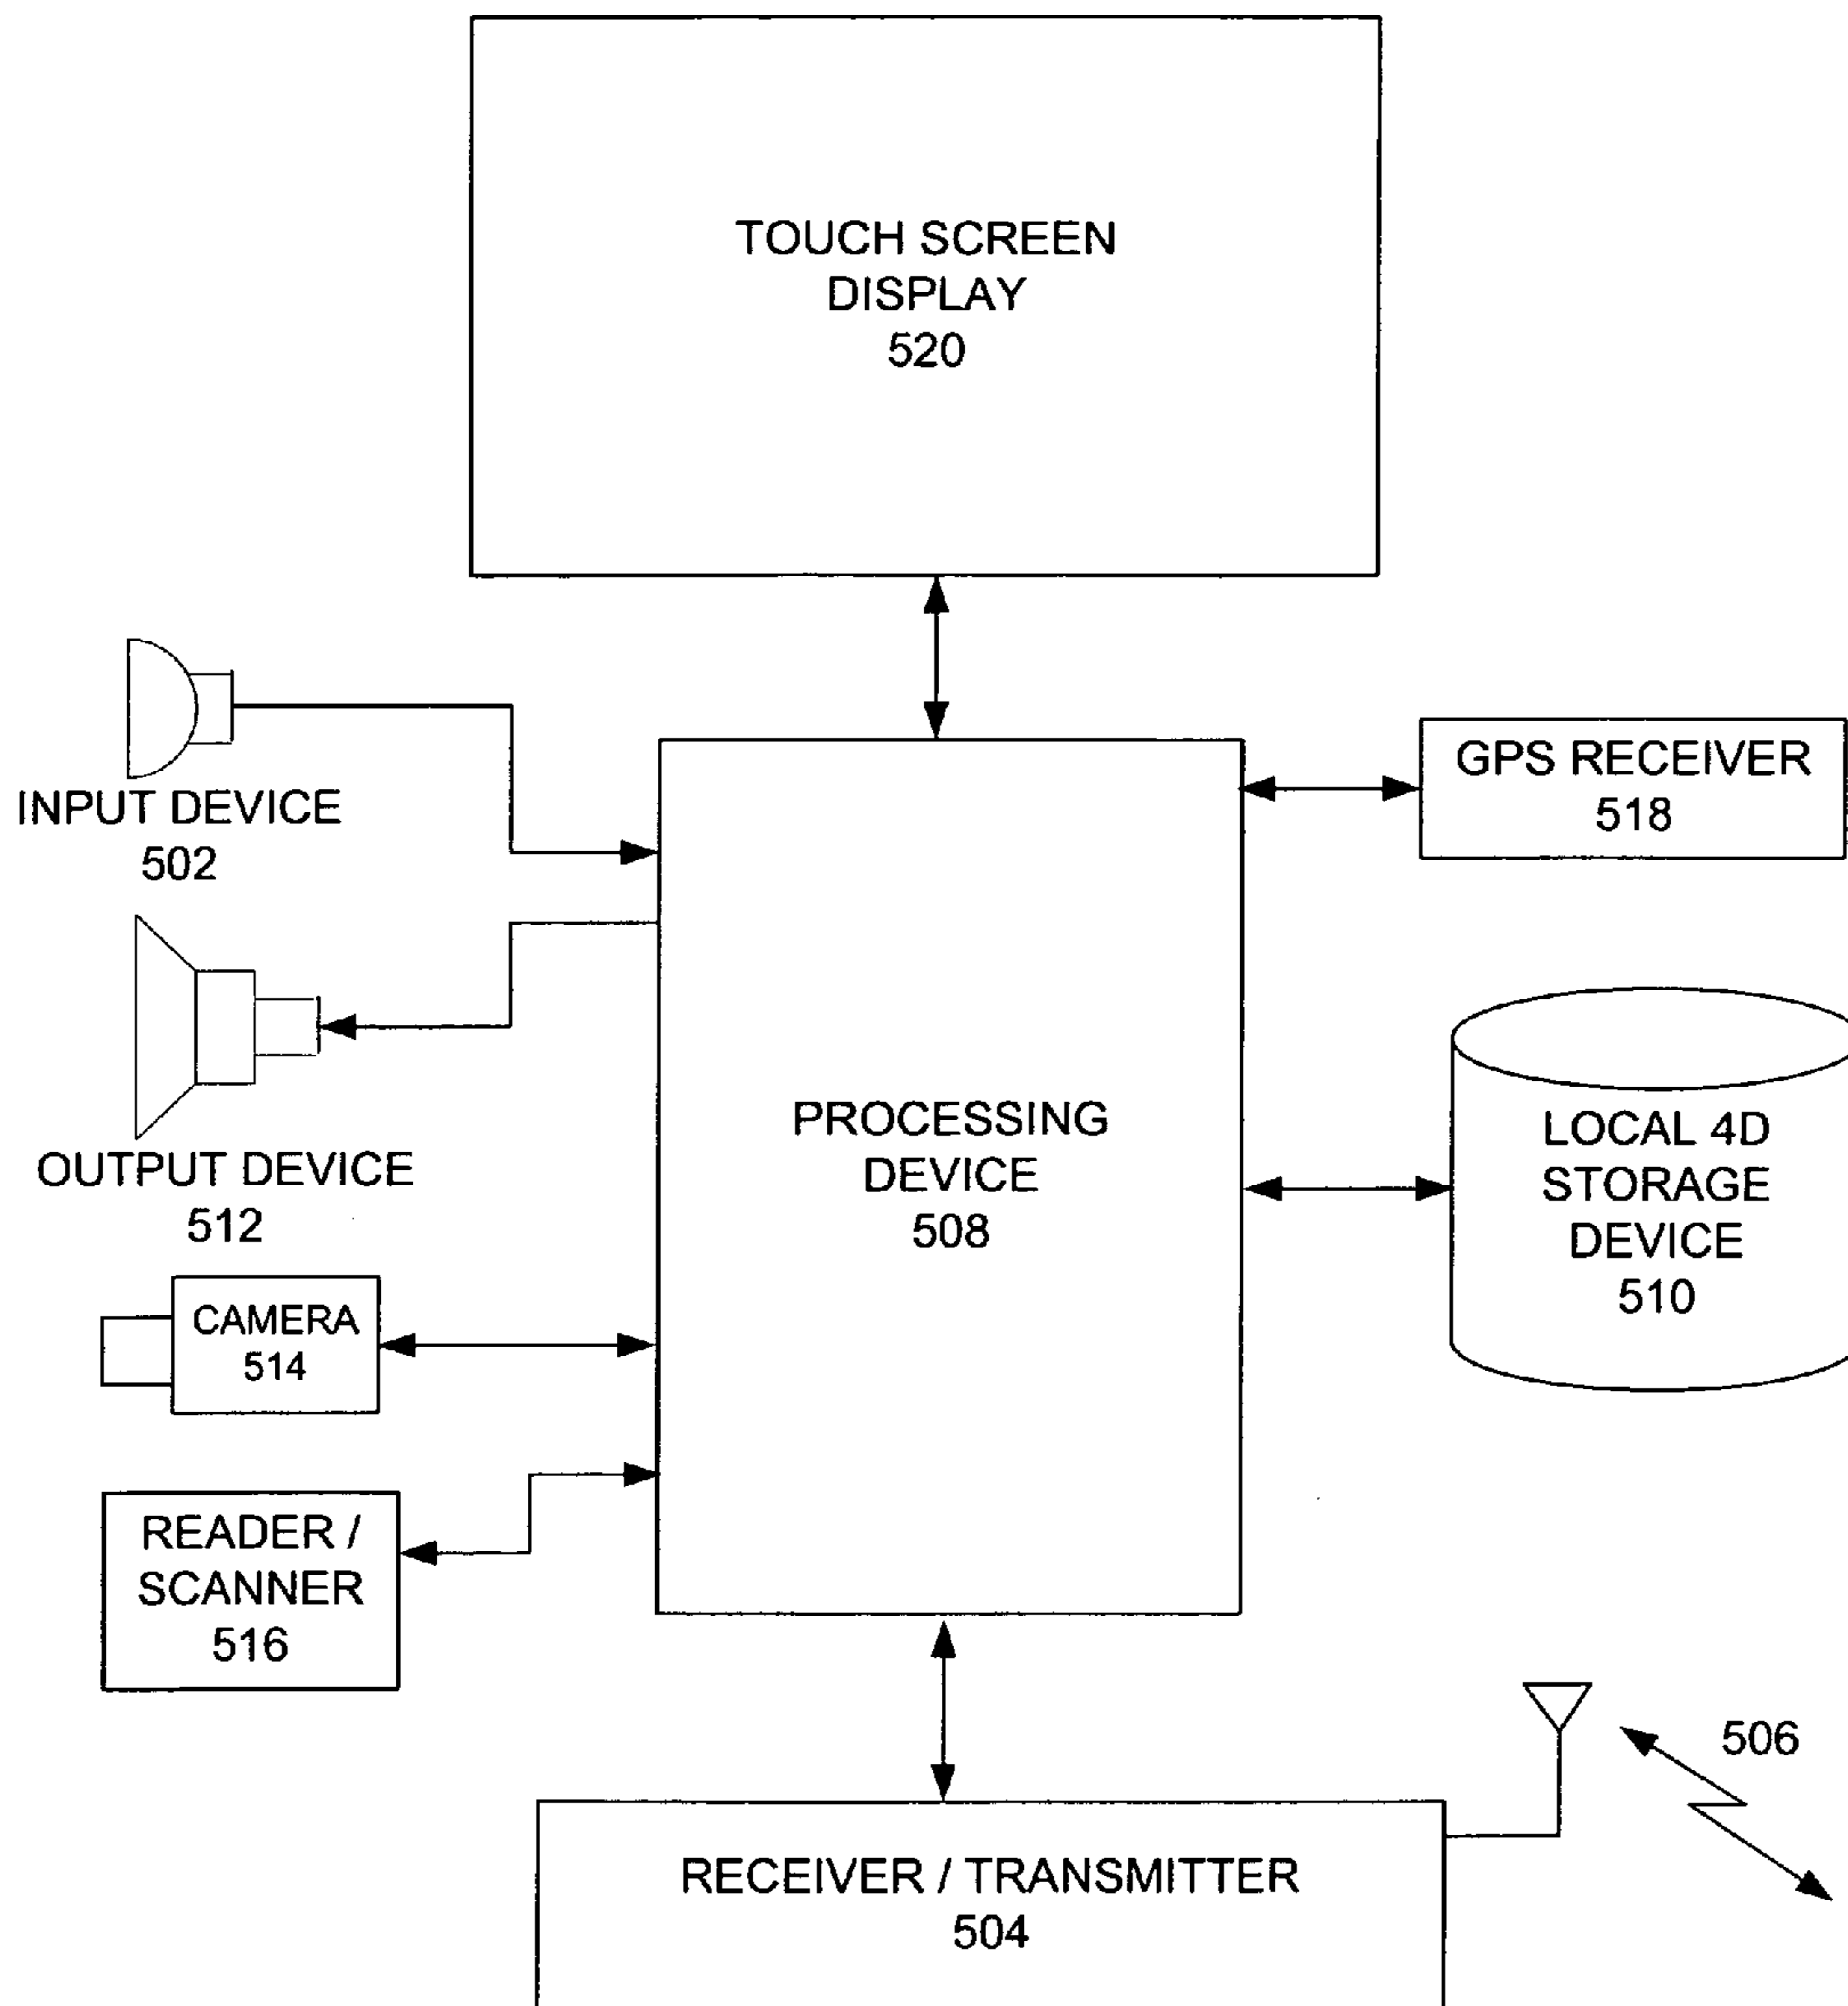 TOUCH SCREEN
DISPLAY
520
INPUT DEVICE
502
GPS RECEIVER
518
OUTPUT DEVICE
512
PROCESSING
DEVICE
508
LOCAL 4D
STORAGE
DEVICE
510
CAMERA
514
READER /
SCANNER
516
506
RECEIVER / TRANSMITTER
504